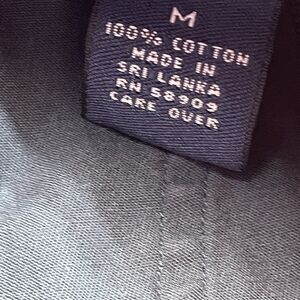 M
100% COTTON
MADE IN
SRI LANKA
RN 58909
CARE OVER